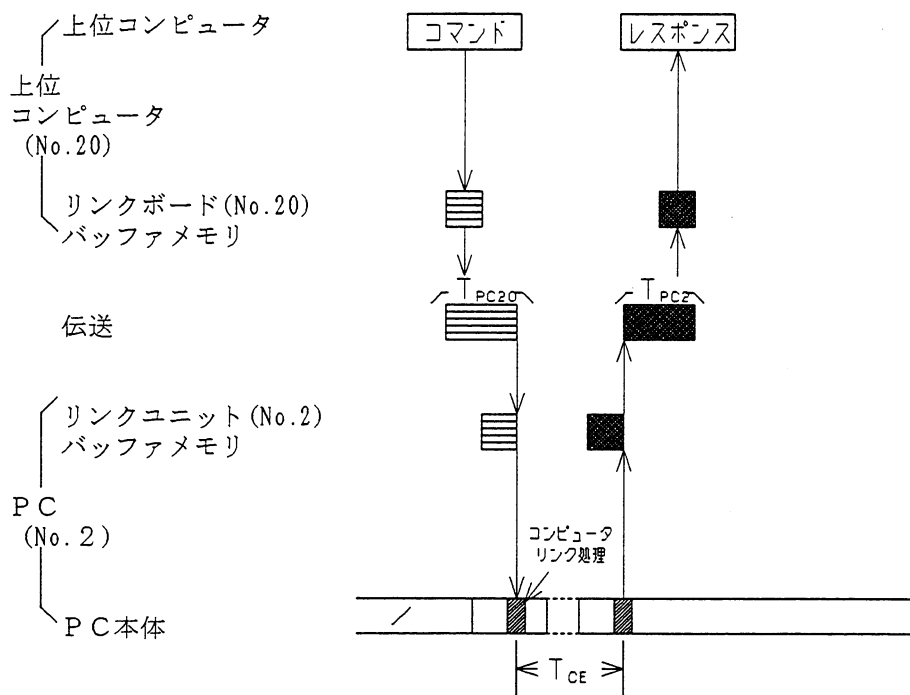 上位コンピュータ
コマンド
レスポンス
上位
コンピュータ
(No.20)
リンクボード(No.20)
バッファメモリ
T PC20
T PC2
伝送
リンクユニット(No.2)
バッファメモリ
PC
(No.2)
コンピュータ
リンク処理
PC本体
T CE